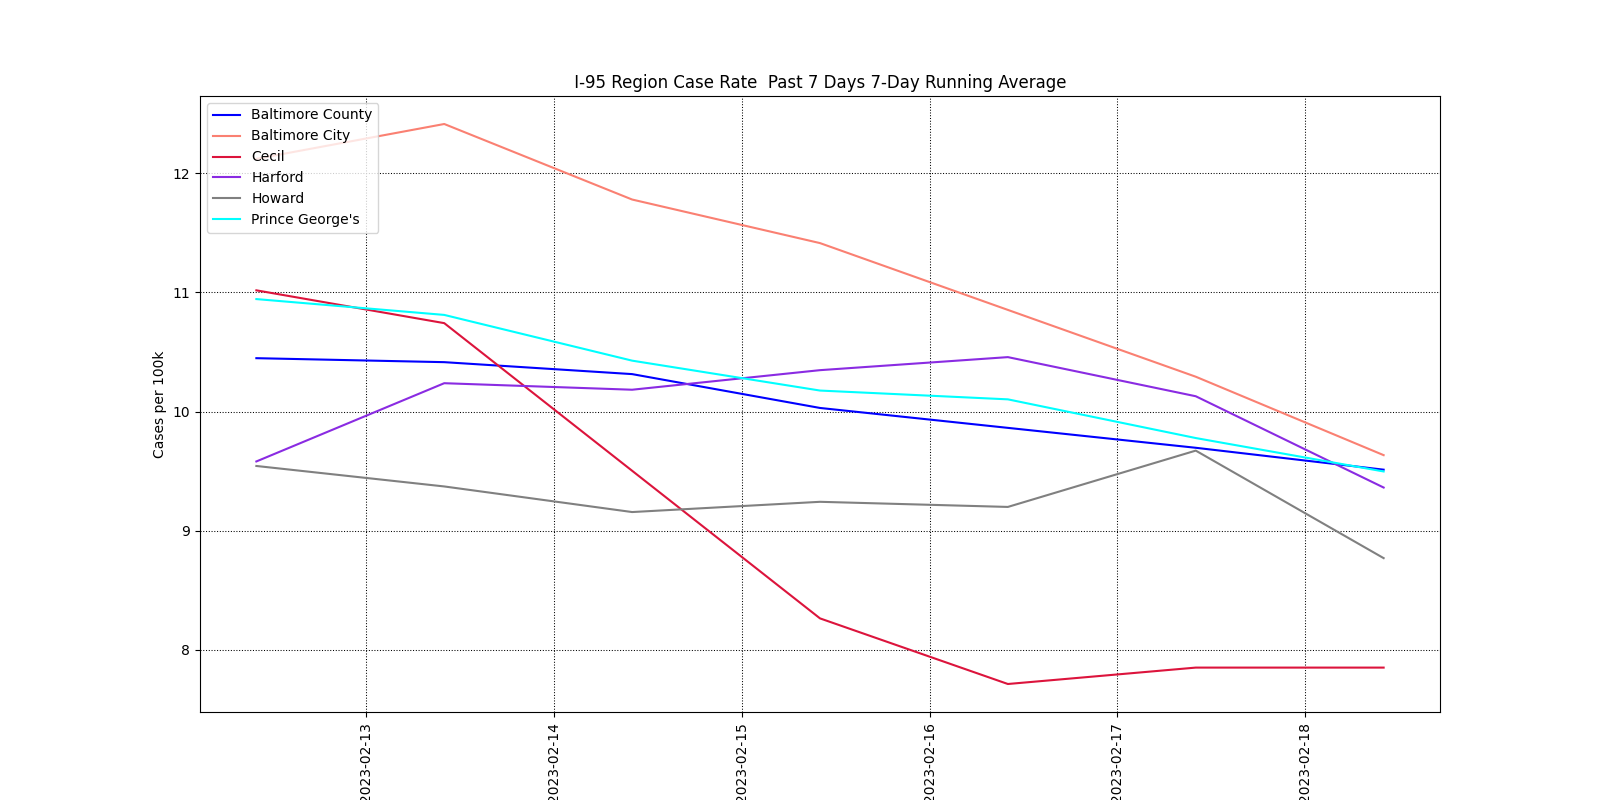 I-95 Region Case Rate  Past 7 Days 7-Day Running Average
Baltimore County
Baltimore City
Cecil
Harford
Howard
Prince George's
12
11
10
9
8
Cases per 100k
2023-02-13
2023-02-14
2023-02-15
2023-02-16
2023-02-17
2023-02-18